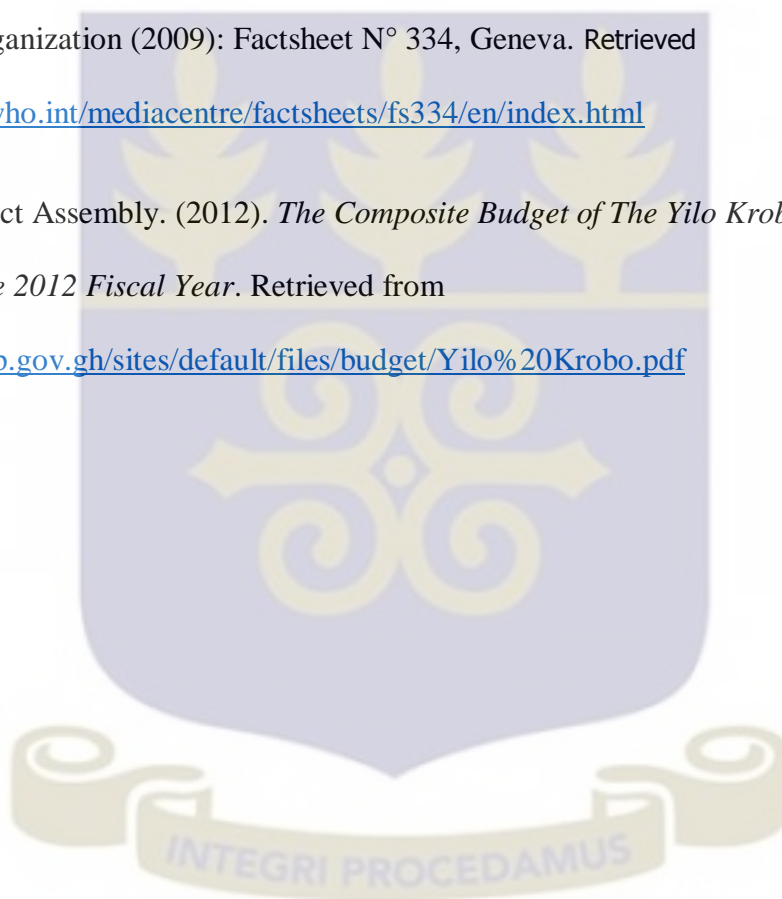 ganization (2009): Factsheet N° 334, Geneva. Retrieved
who.int/mediacentre/factsheets/fs334/en/index.html
ct Assembly. (2012). The Composite Budget of The Yilo Krob
e 2012 Fiscal Year. Retrieved from
o.gov.gh/sites/default/files/budget/Yilo%20Krobo.pdf
INTEGRI PROCEDAMUS